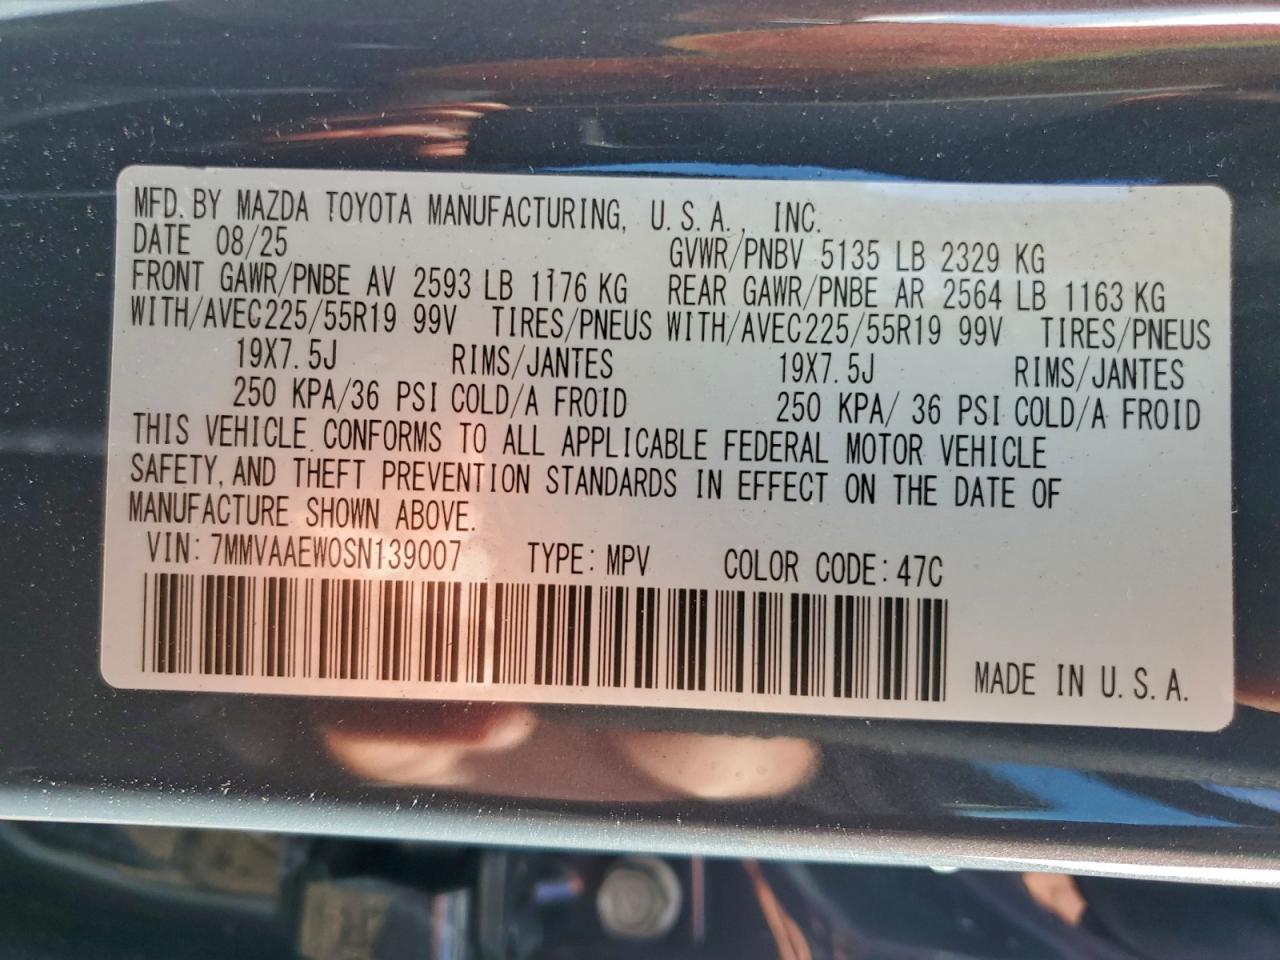 MFD. BY MAZDA TOYOTA MANUFACTURING, U.S.A., INC.
DATE 08/25 GVWR/PNBV 5135 LB 2329 KG
FRONT GAWR/PNBE AV 2593 LB 1176 KG REAR GAWR/PNBE AR 2564 LB 1163 KG
WITH/AVEC 225/55R19 99V TIRES/PNEUS WITH/AVEC 225/55R19 99V TIRES/PNEUS
19X7.5J RIMS/JANTES 19X7.5J RIMS/JANTES
250 KPA/36 PSI COLD/A FROID 250 KPA/ 36 PSI COLD/A FROID
THIS VEHICLE CONFORMS TO ALL APPLICABLE FEDERAL MOTOR VEHICLE
SAFETY, AND THEFT PREVENTION STANDARDS IN EFFECT ON THE DATE OF
MANUFACTURE SHOWN ABOVE.
VIN: 7MMVAAEW0SN139007 TYPE: MPV COLOR CODE: 47C
MADE IN U.S.A.